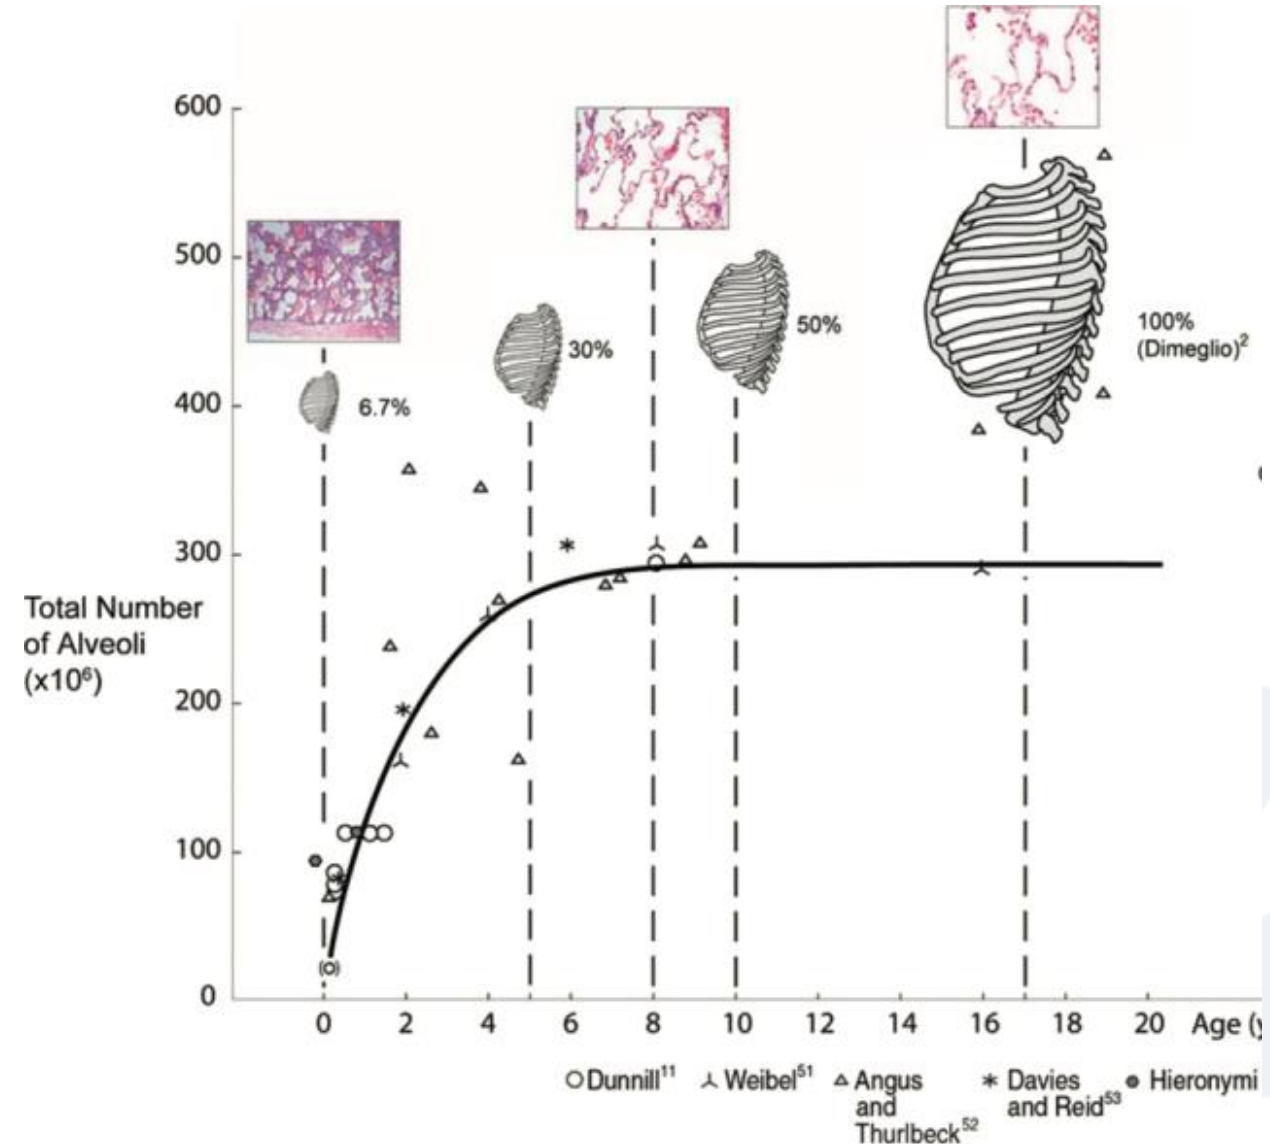 600
500
400
300
200
100
0
Total Number
of Alveoli
(x10⁶)
6.7%
30%
50%
100%
(Dimeglio)²
0 2 4 6 8 10 12 14 16 18 20 Age (
Dunnill¹¹ Weibel⁵¹ Angus and Thurlbeck⁵² Davies and Reid⁵³ Hieronymi